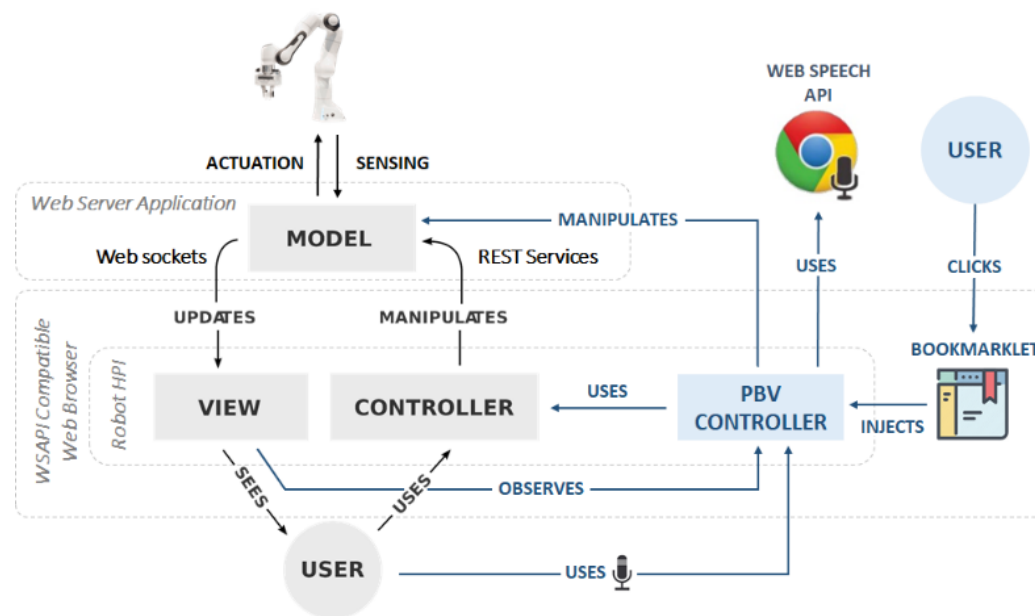 WEB SPEECH
API
USER
ACTUATION
SENSING
Web Server Application
MODEL
MANIPULATES
Web sockets
REST Services
USES
CLICKS
UPDATES
MANIPULATES
WSAPI Compatible
Web Browser
Robot HPI
BOOKMARKLET
VIEW
CONTROLLER
USES
PBV
CONTROLLER
INJECTS
SEES
USES
OBSERVES
USER
USES